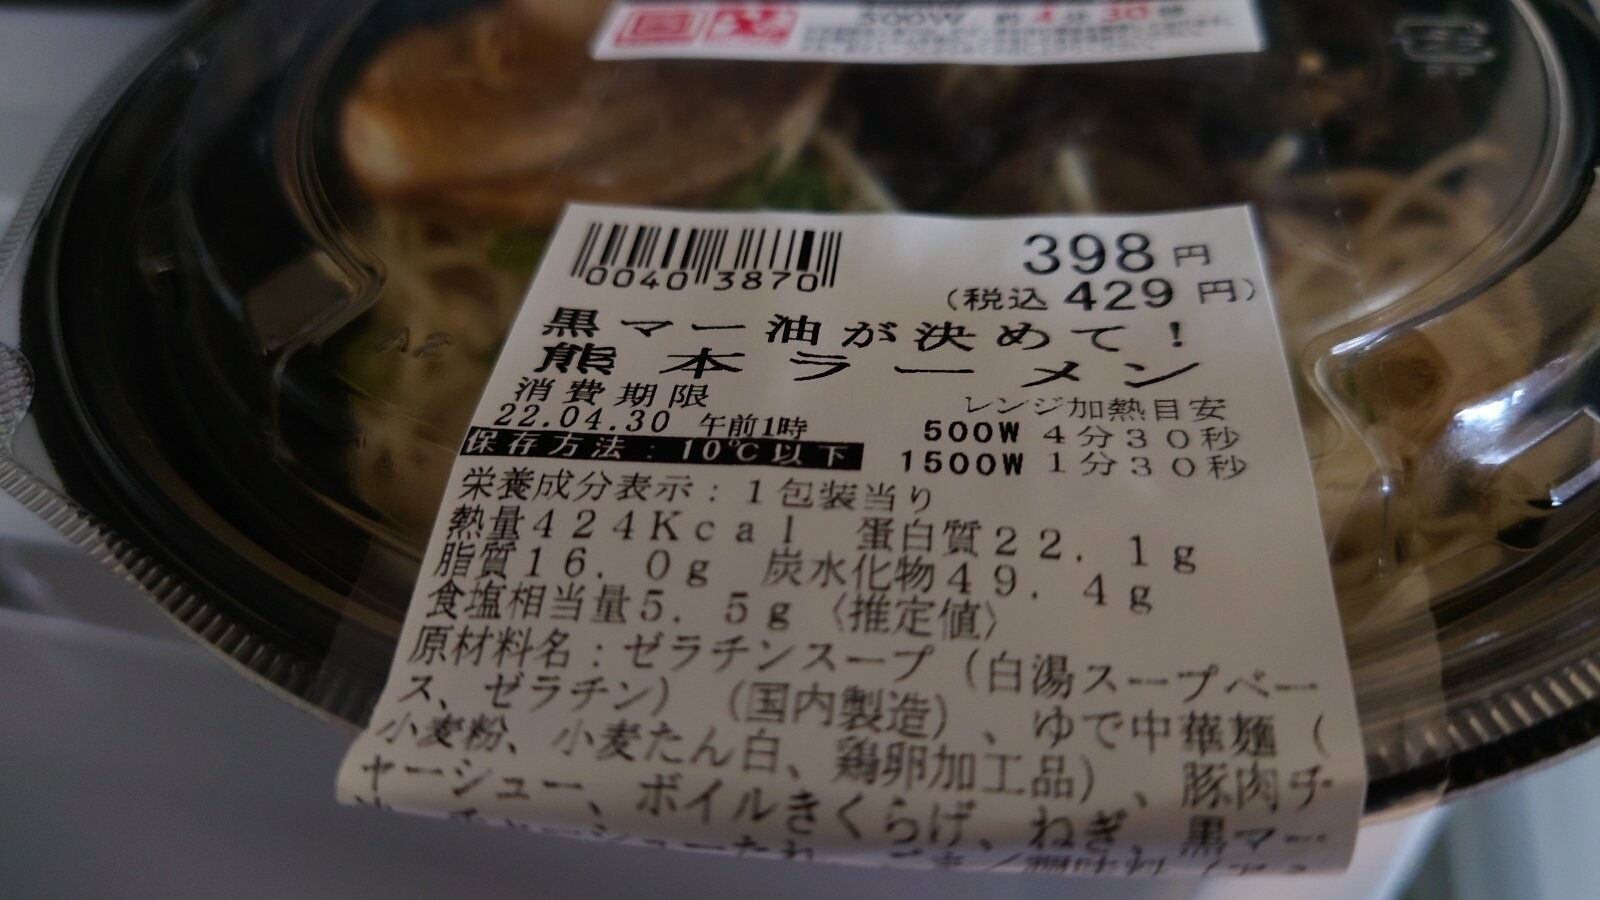 500W 約4分30秒
0040 3870
398円
(税込 429 円)
黒マー油が決めて!
熊本ラーメン
消費期限
22.04.30 午前1時
保存方法:10℃以下
レンジ加熱目安
500W 4分30秒
1500W 1分30秒
栄養成分表示:1包装当り
熱量424Kcal 蛋白質22.1g
脂質16.0g 炭水化物49.4g
食塩相当量5.5g〈推定値〉
原材料名:ゼラチンスープ(白湯スープベー
ス、ゼラチン)(国内製造)、ゆで中華麺(
小麦粉、小麦たん白、鶏卵加工品)、豚肉チ
ャーシュー、ボイルきくらげ、ねぎ、黒マー